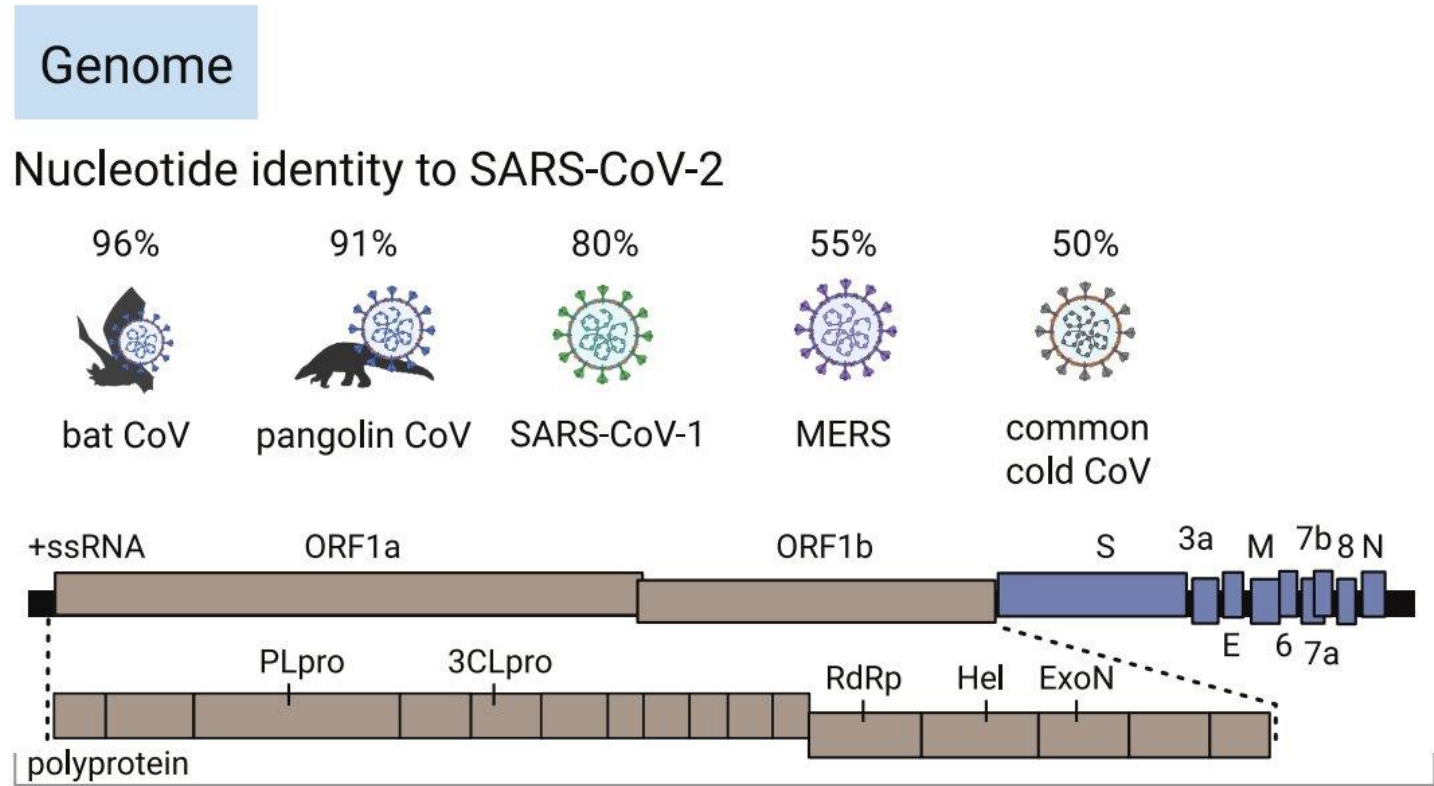 Genome
Nucleotide identity to SARS-CoV-2
96% 91% 80% 55% 50%
bat CoV pangolin CoV SARS-CoV-1 MERS common
cold CoV
+ssRNA ORF1a ORF1b S 3a M 7b 8 N
E 6 7a
PLpro 3CLpro RdRp Hel ExoN
polyprotein